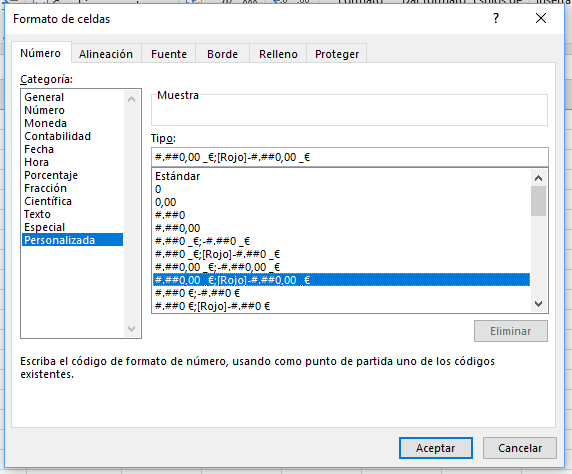 Formato de celdas
?
Número
Alineación
Fuente
Borde
Relleno
Proteger
Categoría:
General
Número
Moneda
Contabilidad
Fecha
Hora
Porcentaje
Fracción
Científica
Texto
Especial
Personalizada
Muestra
Tipo:
#.##0,00 _€;[Rojo]-#.##0,00 _€
Estándar
0
0,00
#.##0
#.##0,00
#.##0 _€;-#.##0 _€
#.##0 _€;[Rojo]-#.##0 _€
#.##0,00 _€;-#.##0,00 _€
#.##0,00 _€;[Rojo]-#.##0,00 _€
#.##0 €;-#.##0 €
#.##0 €;[Rojo]-#.##0 €
Eliminar
Escriba el código de formato de número, usando como punto de partida uno de los códigos
existentes.
Aceptar
Cancelar